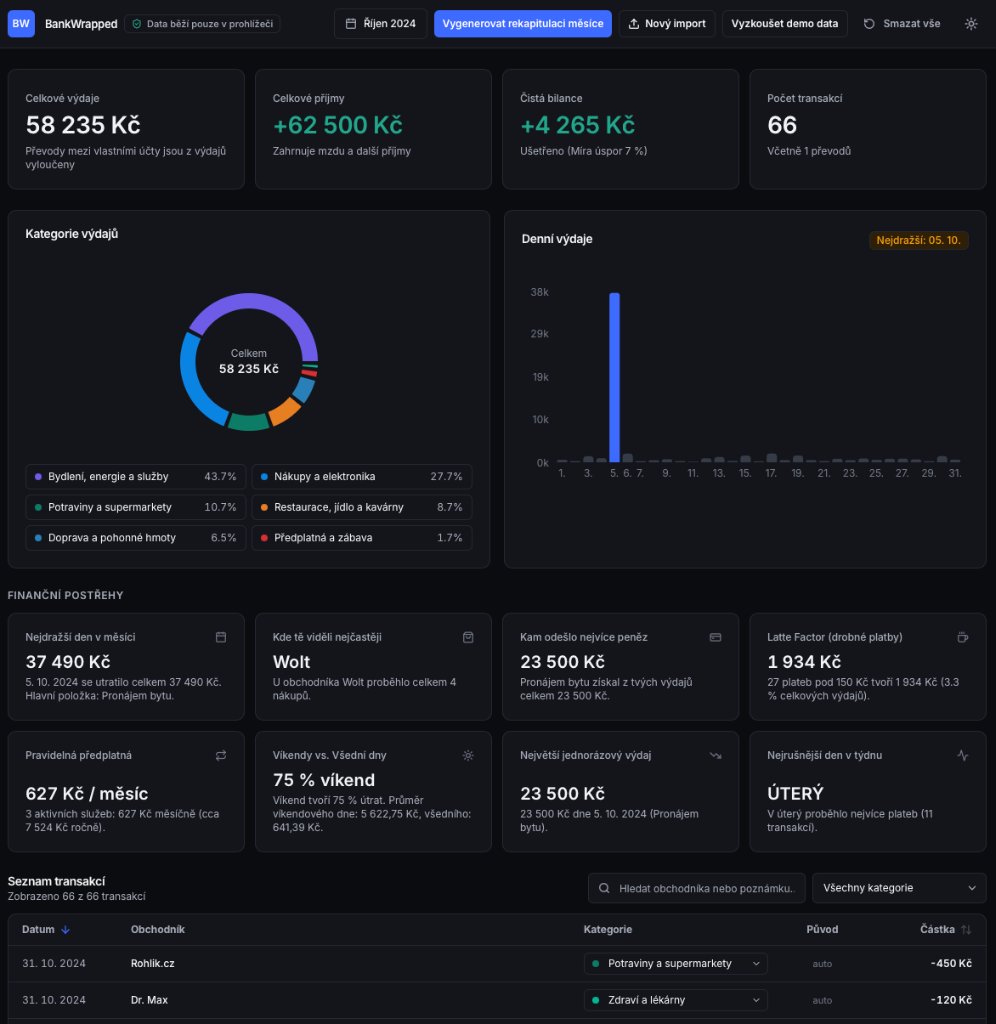 BW BankWrapped Data běží pouze v prohlížeči Říjen 2024 Vygenerovat rekapitulaci měsíce Nový import Vyzkoušet demo data Smazat vše
Celkové výdaje
58 235 Kč
Převody mezi vlastními účty jsou z výdajů
vyloučeny
Celkové příjmy
+62 500 Kč
Zahrnuje mzdu a další příjmy
Čistá bilance
+4 265 Kč
Ušetřeno (Míra úspor 7 %)
Počet transakcí
66
Včetně 1 převodů
Kategorie výdajů
Celkem
58 235 Kč
Bydlení, energie a služby 43.7%
Nákupy a elektronika 27.7%
Potraviny a supermarkety 10.7%
Restaurace, jídlo a kavárny 8.7%
Doprava a pohonné hmoty 6.5%
Předplatná a zábava 1.7%
Denní výdaje
Nejdražší: 05. 10.
38k
29k
19k
10k
0k
1. 3. 5. 6. 7. 9. 11. 13. 15. 17. 19. 21. 23. 25. 27. 29. 31.
FINANČNÍ POSTŘEHY
Nejdražší den v měsíci
37 490 Kč
5. 10. 2024 se utratilo celkem 37 490 Kč.
Hlavní položka: Pronájem bytu.
Kde tě viděli nejčastěji
Wolt
U obchodníka Wolt proběhlo celkem 4
nákupů.
Kam odešlo nejvíce peněz
23 500 Kč
Pronájem bytu získal z tvých výdajů
celkem 23 500 Kč.
Latte Factor (drobné platby)
1 934 Kč
27 plateb pod 150 Kč tvoří 1 934 Kč (3.3
% celkových výdajů).
Pravidelná předplatná
627 Kč / měsíc
3 aktivních služeb: 627 Kč měsíčně (cca
7 524 Kč ročně).
Víkendy vs. Všední dny
75 % víkend
Víkend tvoří 75 % útrat. Průměr
víkendového dne: 5 622,75 Kč, všedního:
641,39 Kč.
Největší jednorázový výdaj
23 500 Kč
23 500 Kč dne 5. 10. 2024 (Pronájem
bytu).
Nejrušnější den v týdnu
ÚTERÝ
V úterý proběhlo nejvíce plateb (11
transakcí).
Seznam transakcí
Zobrazeno 66 z 66 transakcí
Hledat obchodníka nebo poznámku..
Všechny kategorie
Datum Obchodník Kategorie Původ Částka
31. 10. 2024 Rohlik.cz Potraviny a supermarkety auto -450 Kč
31. 10. 2024 Dr. Max Zdraví a lékárny auto -120 Kč